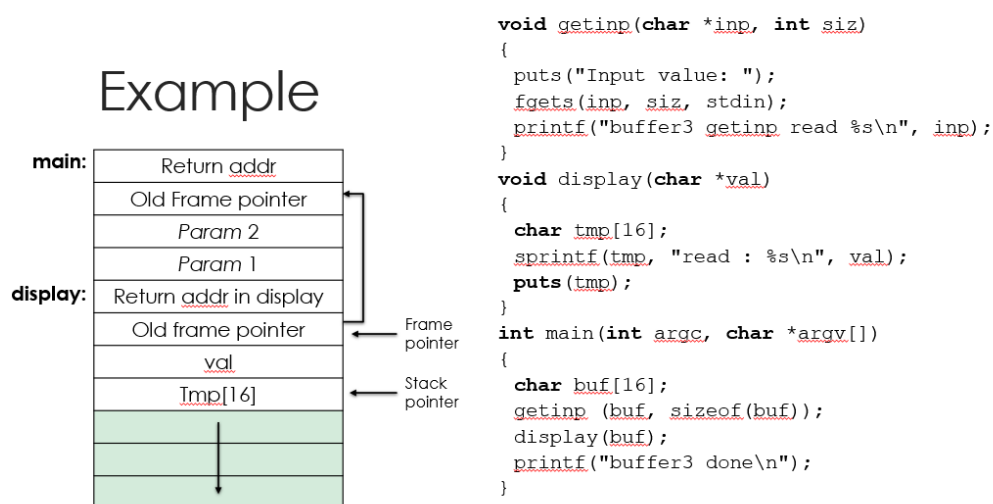 Example
main:
Return addr
Old Frame pointer
Param 2
Param 1
display:
Return addr in display
Old frame pointer
Frame
pointer
val
Tmp[16]
Stack
pointer
void getinp(char *inp, int siz)
{
puts("Input value: ");
fgets(inp, siz, stdin);
printf("buffer3 getinp read %s\n", inp);
}
void display(char *val)
{
char tmp[16];
sprintf(tmp, "read : %s\n", val);
puts(tmp);
}
int main(int argc, char *argv[])
{
char buf[16];
getinp (buf, sizeof(buf));
display(buf);
printf("buffer3 done\n");
}